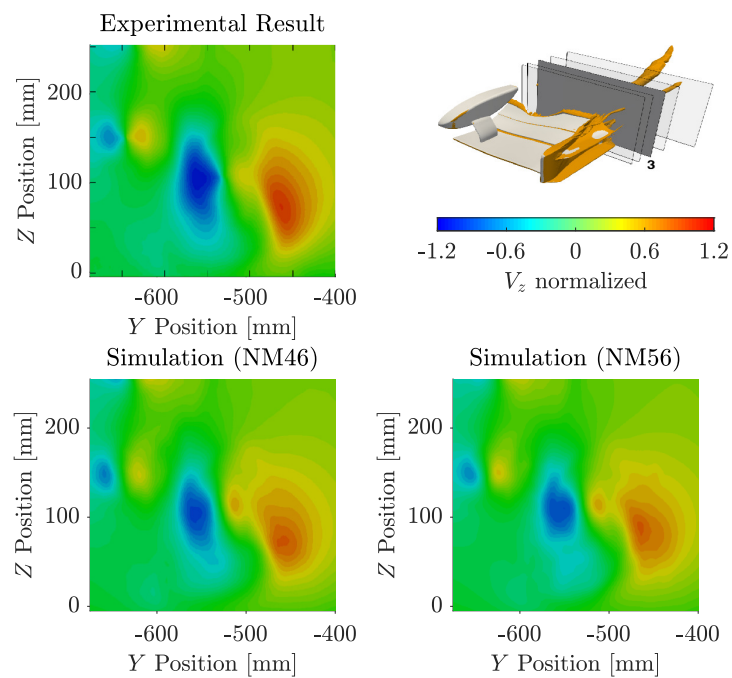 Experimental Result
200
100
0
Z Position [mm]
-600 -500 -400
Y Position [mm]
3
-1.2 -0.6 0 0.6 1.2
V_z normalized
Simulation (NM46)
200
100
0
Z Position [mm]
-600 -500 -400
Y Position [mm]
Simulation (NM56)
200
100
0
Z Position [mm]
-600 -500 -400
Y Position [mm]